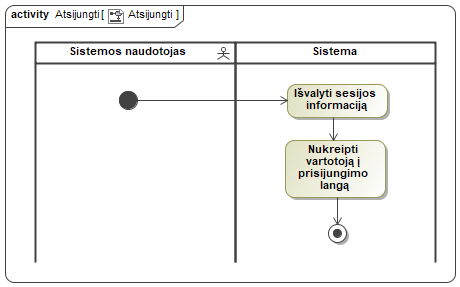 activity Atsijungti [ Atsijungti ]
Sistemos naudotojas
Sistema
Išvalyti sesijos
informaciją
Nukreipti
vartotoją į
prisijungimo
langą